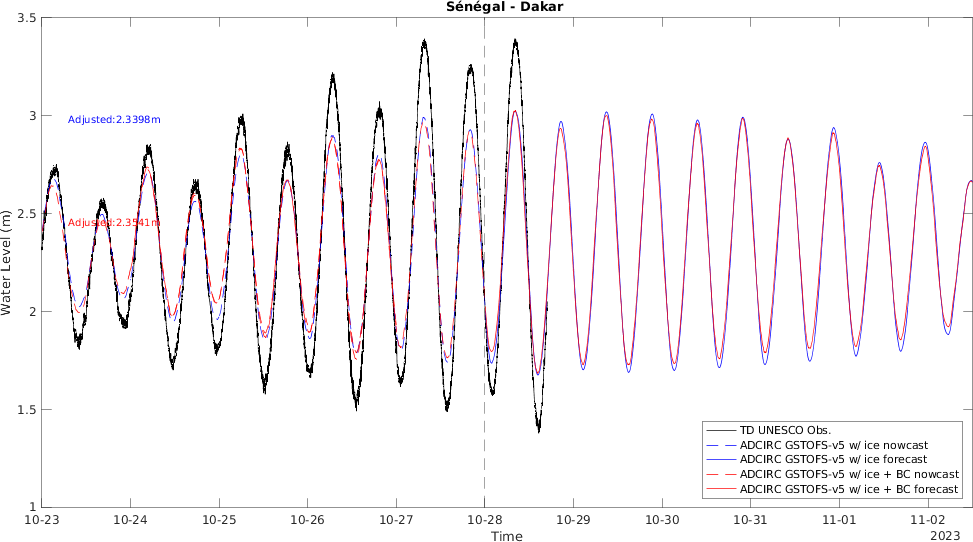 Sénégal - Dakar
3.5
3
2.5
2
1.5
1
Water Level (m)
Adjusted:2.3398m
Adjusted:2.3541m
TD UNESCO Obs.
ADCIRC GSTOFS-v5 w/ ice nowcast
ADCIRC GSTOFS-v5 w/ ice forecast
ADCIRC GSTOFS-v5 w/ ice + BC nowcast
ADCIRC GSTOFS-v5 w/ ice + BC forecast
10-23 10-24 10-25 10-26 10-27 10-28 10-29 10-30 10-31 11-01 11-02
Time
2023